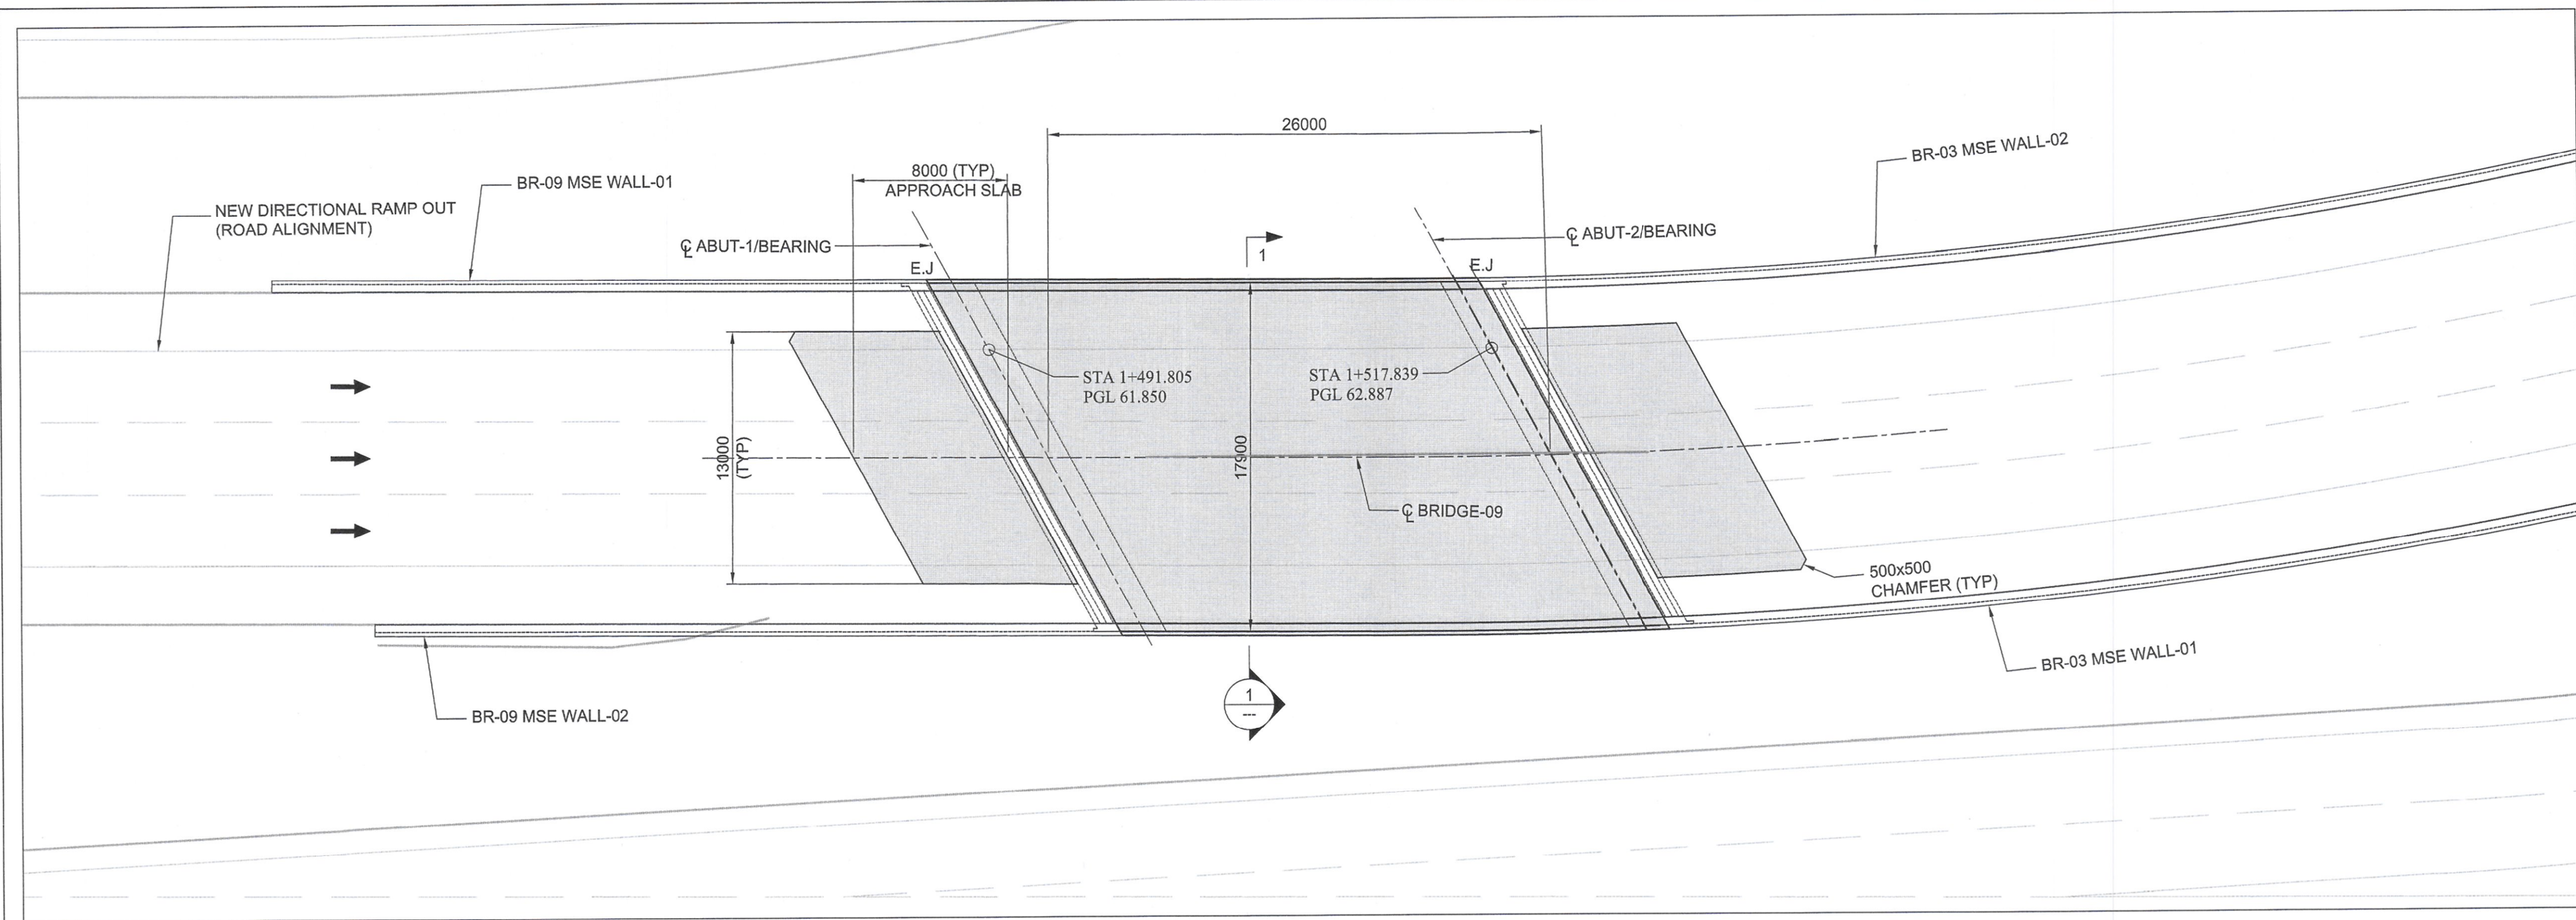 26000
BR-03 MSE WALL-02
8000 (TYP)
APPROACH SLAB
BR-09 MSE WALL-01
NEW DIRECTIONAL RAMP OUT
(ROAD ALIGNMENT)
℄ ABUT-1/BEARING
℄ ABUT-2/BEARING
1
E.J
E.J
STA 1+491.805
PGL 61.850
STA 1+517.839
PGL 62.887
13000
(TYP)
17900
℄ BRIDGE-09
500x500
CHAMFER (TYP)
BR-03 MSE WALL-01
1
---
BR-09 MSE WALL-02